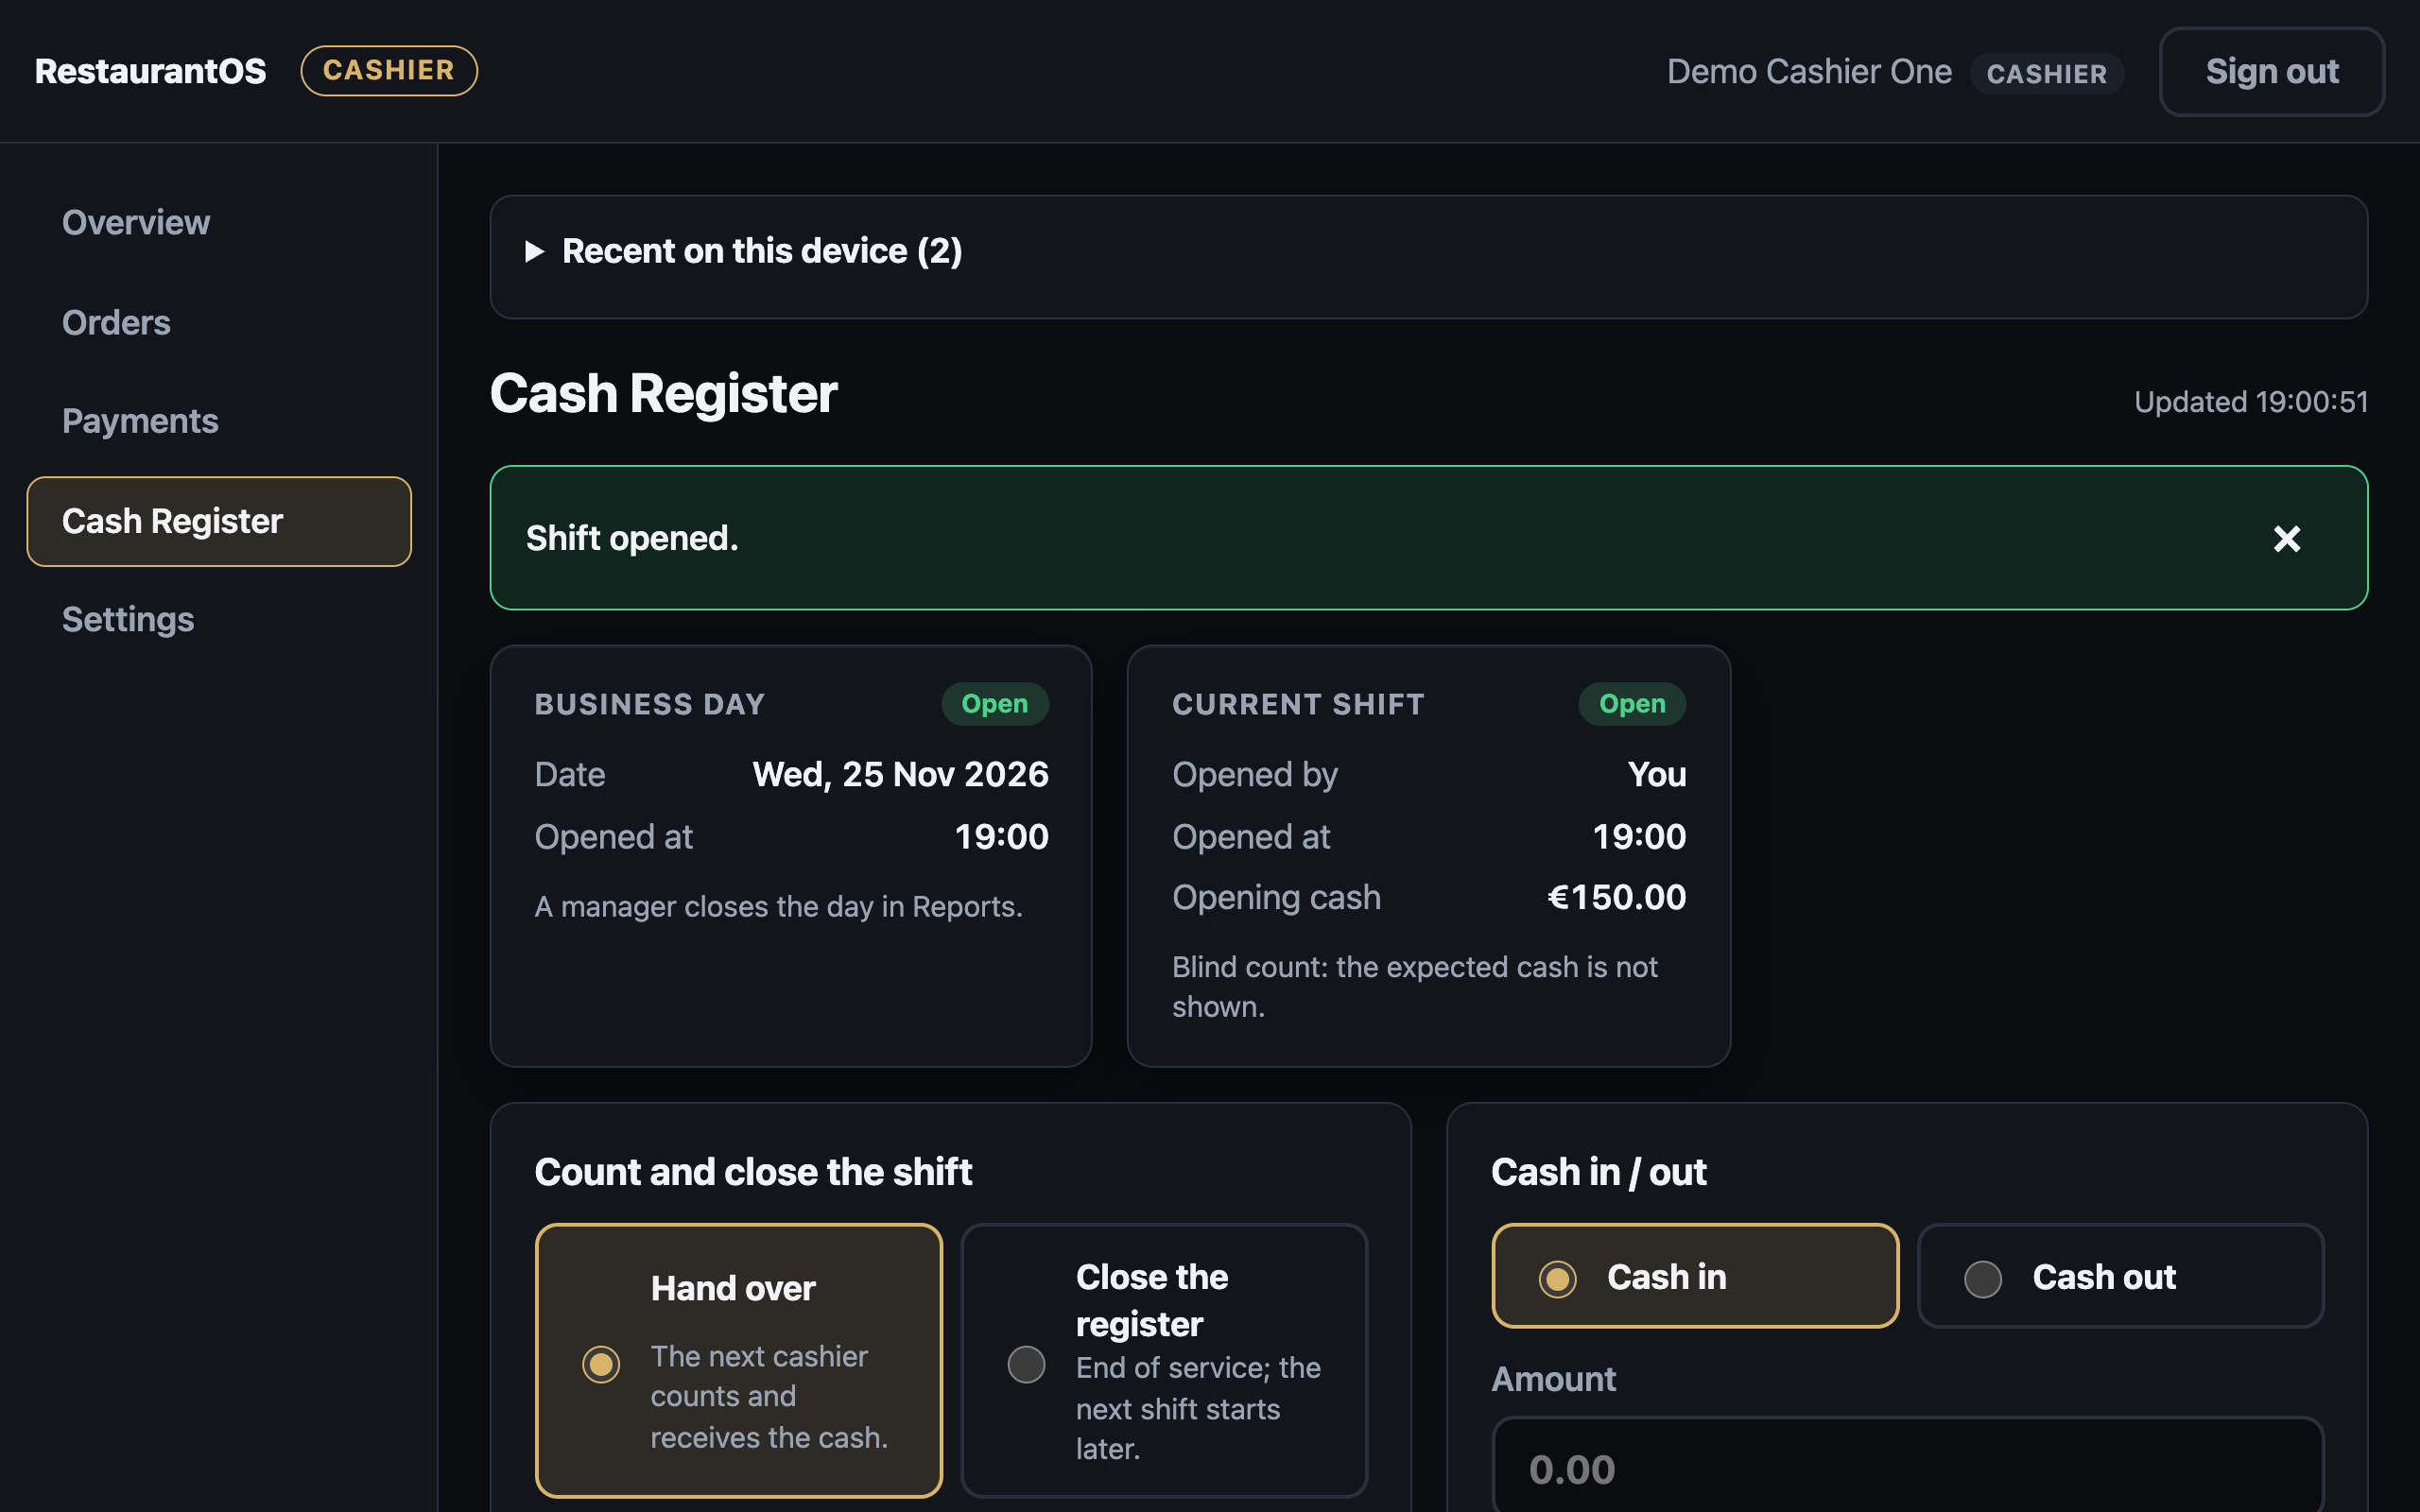 RestaurantOS
CASHIER
Demo Cashier One
CASHIER
Sign out
Overview
Orders
Payments
Cash Register
Settings
Recent on this device (2)
Cash Register
Updated 19:00:51
Shift opened.
BUSINESS DAY
Open
Date
Wed, 25 Nov 2026
Opened at
19:00
A manager closes the day in Reports.
CURRENT SHIFT
Open
Opened by
You
Opened at
19:00
Opening cash
€150.00
Blind count: the expected cash is not
shown.
Count and close the shift
Hand over
The next cashier
counts and
receives the cash.
Close the
register
End of service; the
next shift starts
later.
Cash in / out
Cash in
Cash out
Amount
0.00